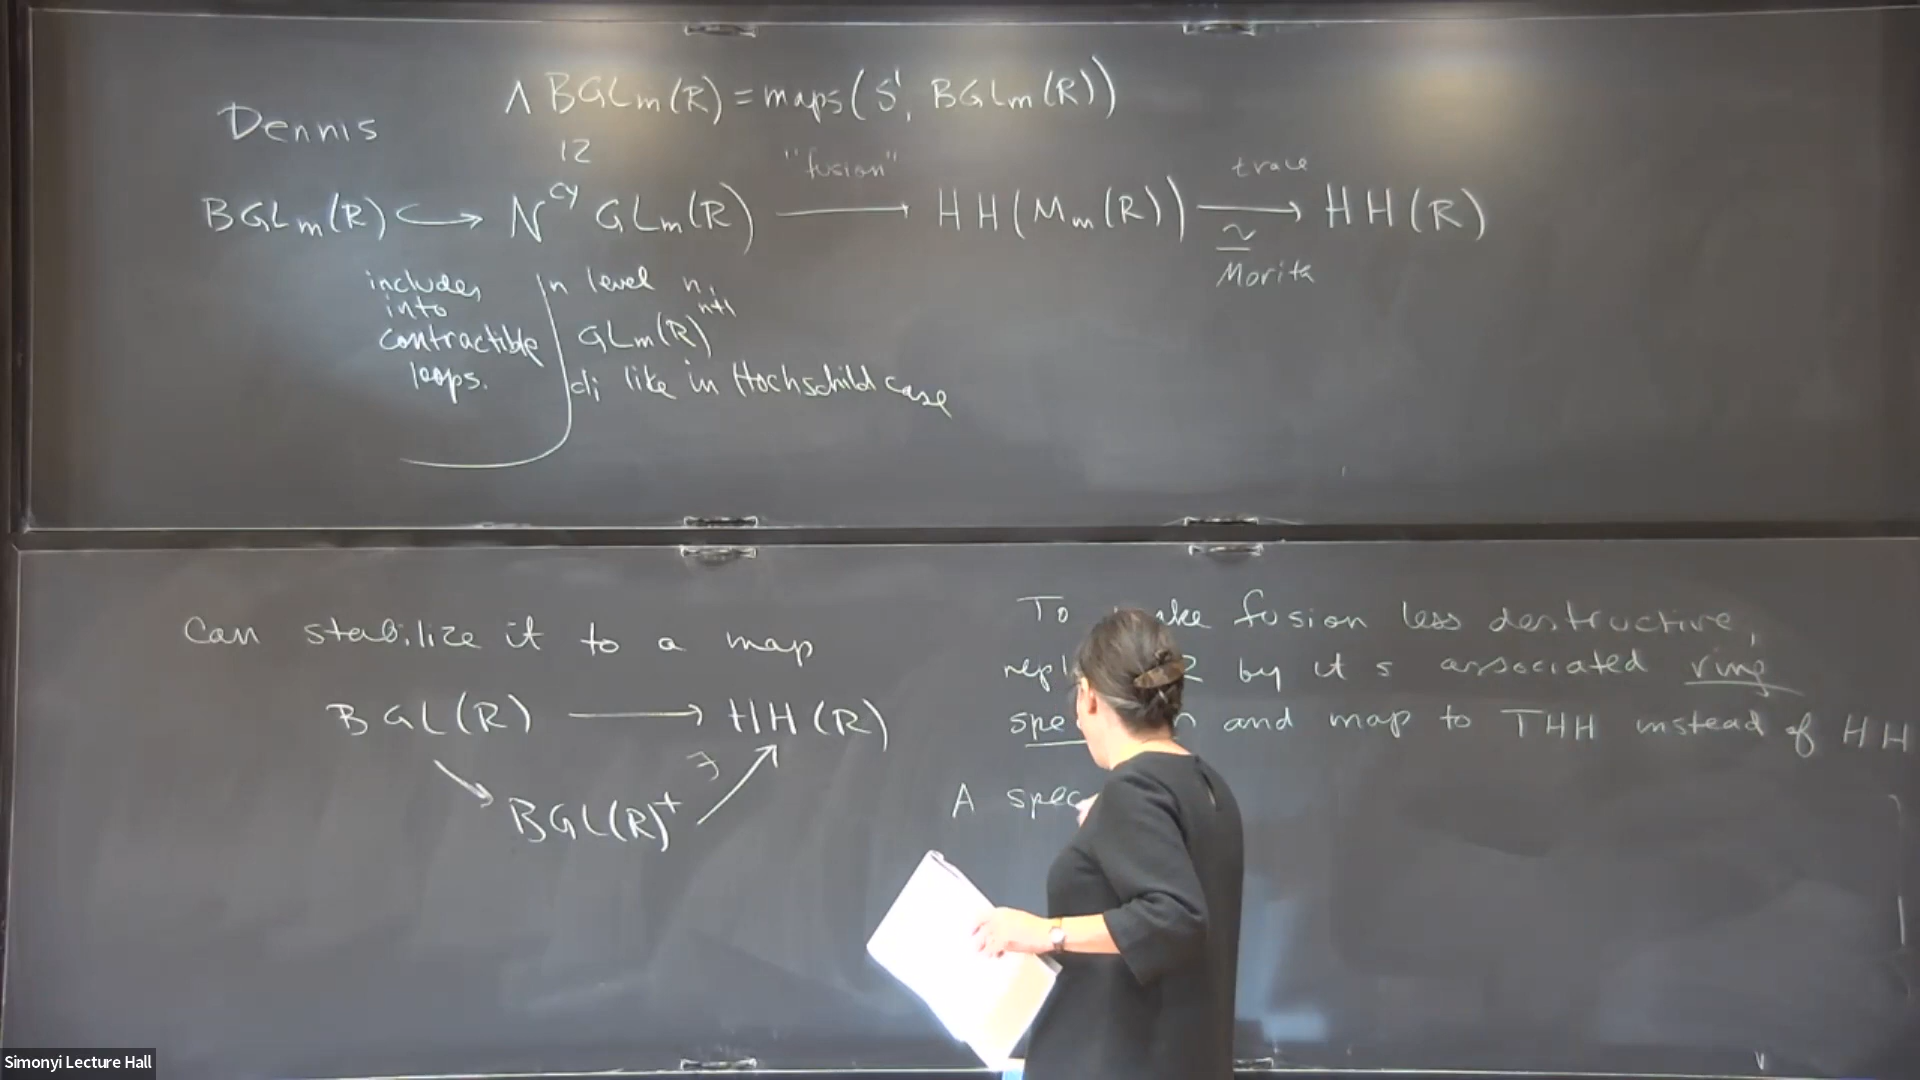 Λ BGLm(R) = maps(S¹, BGLm(R))
Dennis
12
"fusion"
trace
BGLm(R) ↪ N^cy GLm(R) → HH(Mm(R)) → HH(R)
≃
Morita
includes
into
contractible
loops.
In level n,
GLm(R)^n+1
di like in Hochschild case
Can stabilize it to a map
BGL(R) → HH(R)
∃
BGL(R)⁺
To fusion less destructive,
by it s associated ring
and map to THH instead of HH
A
Simonyi Lecture Hall